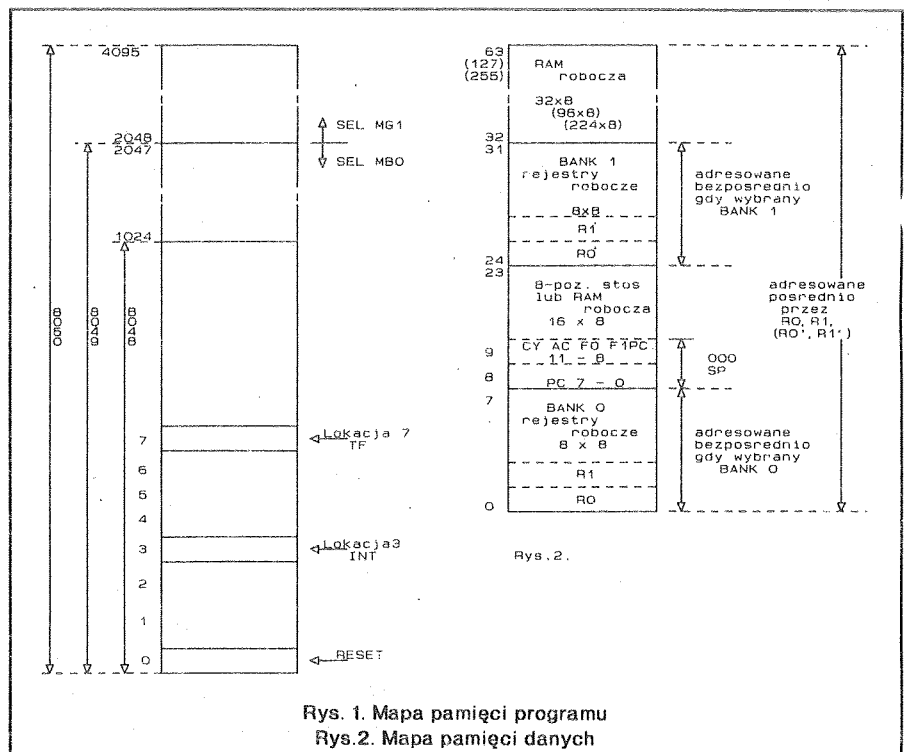 4095
2048
2047
SEL MG1
SEL MB0
1024
8050
8049
8048
7
6
5
4
3
2
1
0
Lokacja 7
TF
Lokacja3
INT
RESET
63
(127)
(255)
RAM
robocza
32x8
(96x8)
(224x8)
32
31
BANK 1
rejestry
robocze
8x8
R1'
R0'
24
23
8-poz. stos
lub RAM
robocza
16 x 8
CY AC F0 F1PC
11 - 8
9
8
PC 7 - 0
7
BANK 0
rejestry
robocze
8 x 8
R1
R0
0
adresowane
bezposrednio
gdy wybrany
BANK 1
000
SP
adresowane
bezposrednio
gdy wybrany
BANK 0
adresowane
posrednio
przez
R0, R1,
(R0', R1')
Rys.2.
Rys. 1. Mapa pamięci programu
Rys.2. Mapa pamięci danych